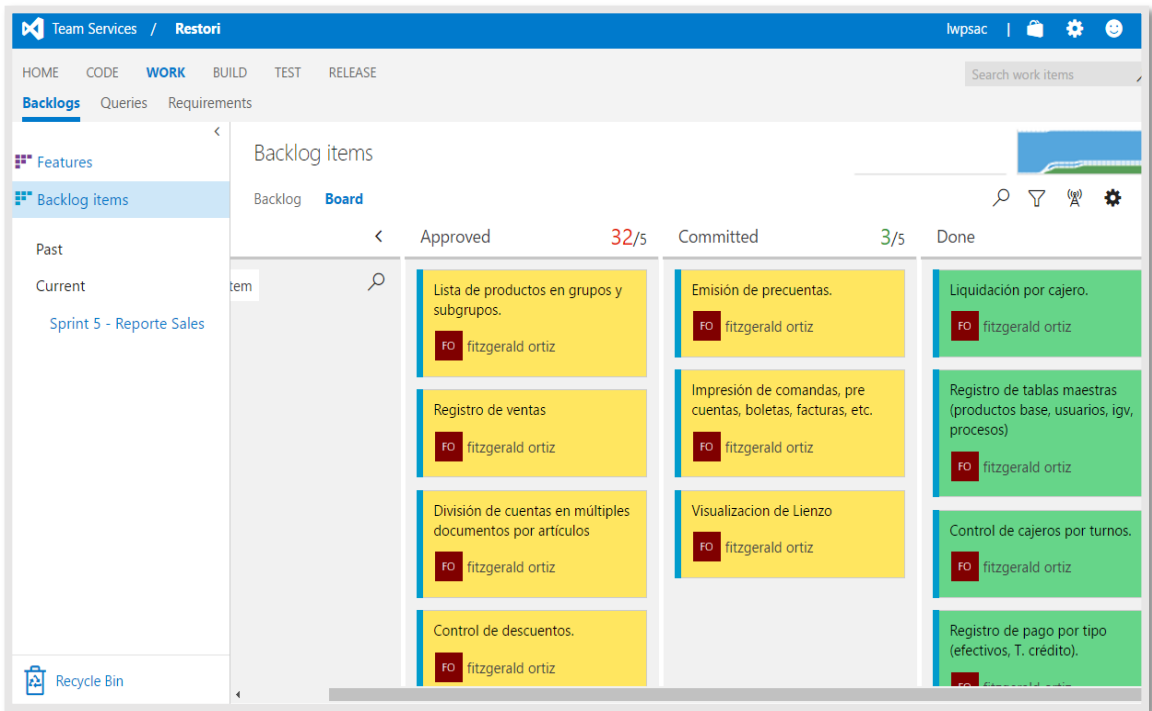 Team Services / Restori
lwpsac |
HOME CODE WORK BUILD TEST RELEASE
Search work items
Backlogs Queries Requirements
Features
Backlog items
Past
Current
Sprint 5 - Reporte Sales
Recycle Bin
Backlog items
Backlog Board
Approved 32/5
Committed 3/5
Done
Lista de productos en grupos y
subgrupos.
FO fitzgerald ortiz
Registro de ventas
FO fitzgerald ortiz
División de cuentas en múltiples
documentos por artículos
FO fitzgerald ortiz
Control de descuentos.
FO fitzgerald ortiz
Emisión de precuentas.
FO fitzgerald ortiz
Impresión de comandas, pre
cuentas, boletas, facturas, etc.
FO fitzgerald ortiz
Visualizacion de Lienzo
FO fitzgerald ortiz
Liquidación por cajero.
FO fitzgerald ortiz
Registro de tablas maestras
(productos base, usuarios, igv,
procesos)
FO fitzgerald ortiz
Control de cajeros por turnos.
FO fitzgerald ortiz
Registro de pago por tipo
(efectivos, T. crédito).